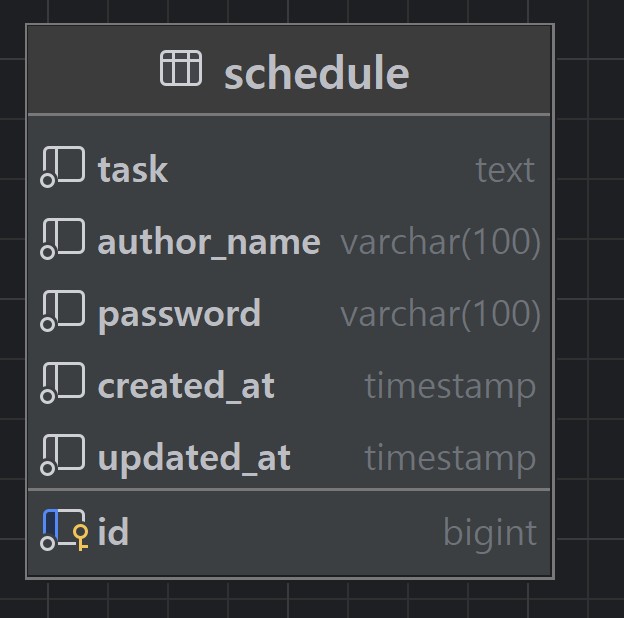 schedule
task text
author_name varchar(100)
password varchar(100)
created_at timestamp
updated_at timestamp
id bigint